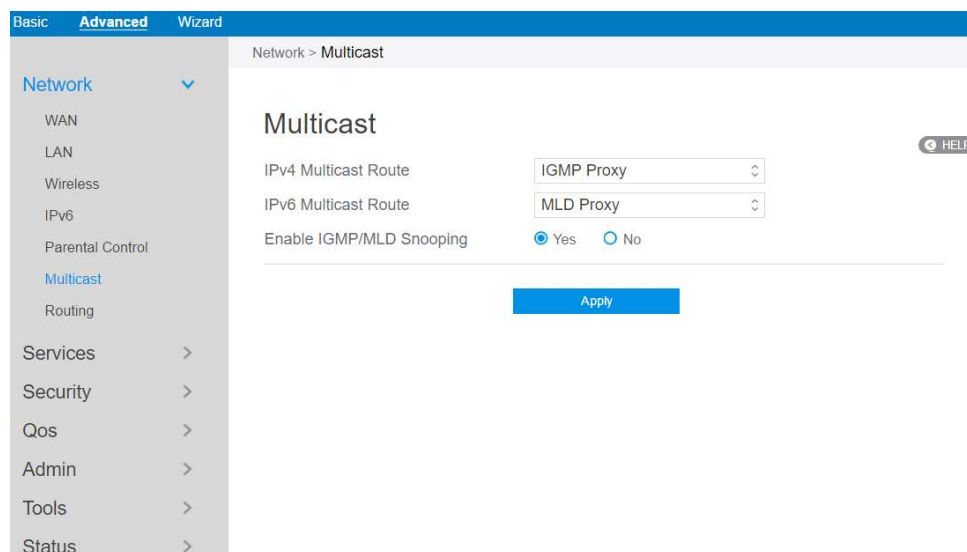 Basic Advanced Wizard
Network > Multicast
Network
WAN
LAN
Wireless
IPv6
Parental Control
Multicast
Routing
Services
Security
Qos
Admin
Tools
Status
Multicast
HELP
IPv4 Multicast Route IGMP Proxy
IPv6 Multicast Route MLD Proxy
Enable IGMP/MLD Snooping Yes No
Apply